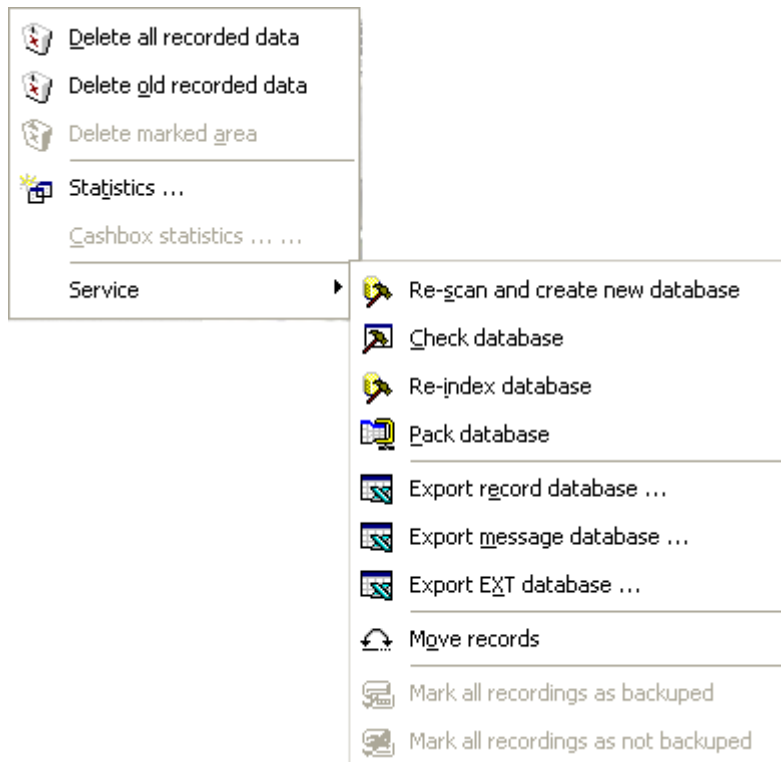 Delete all recorded data
Delete old recorded data
Delete marked area
Statistics ...
Cashbox statistics ... ...
Service
Re-scan and create new database
Check database
Re-index database
Pack database
Export record database ...
Export message database ...
Export EXT database ...
Move records
Mark all recordings as backuped
Mark all recordings as not backuped